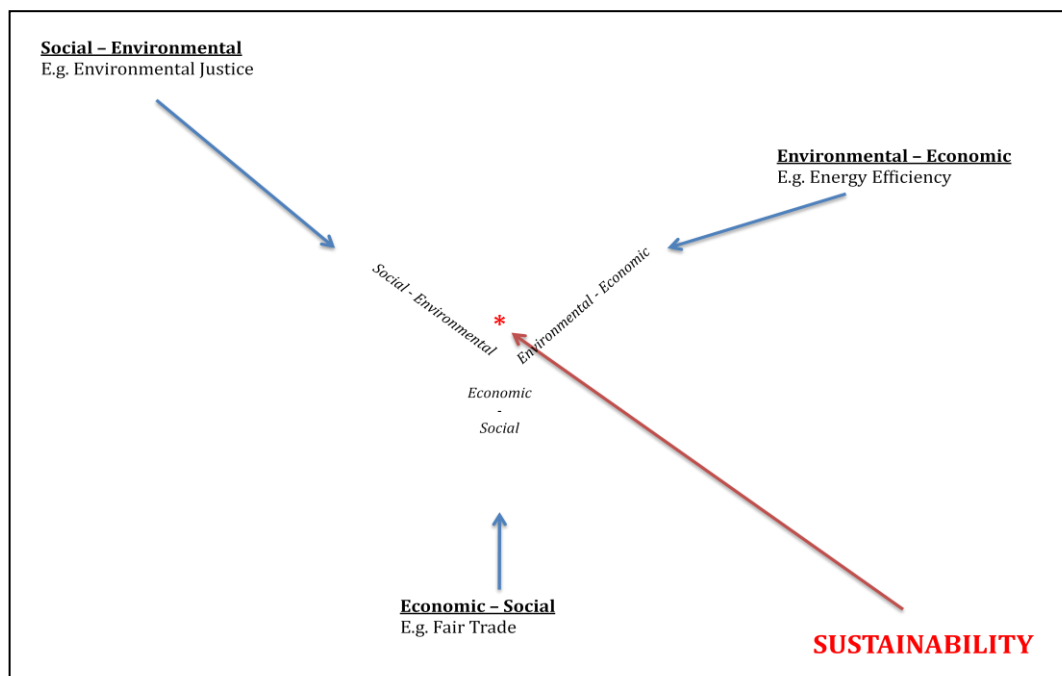 Social – Environmental
E.g. Environmental Justice
Environmental – Economic
E.g. Energy Efficiency
Social - Environmental
Environmental - Economic
*
Economic
-
Social
Economic – Social
E.g. Fair Trade
SUSTAINABILITY